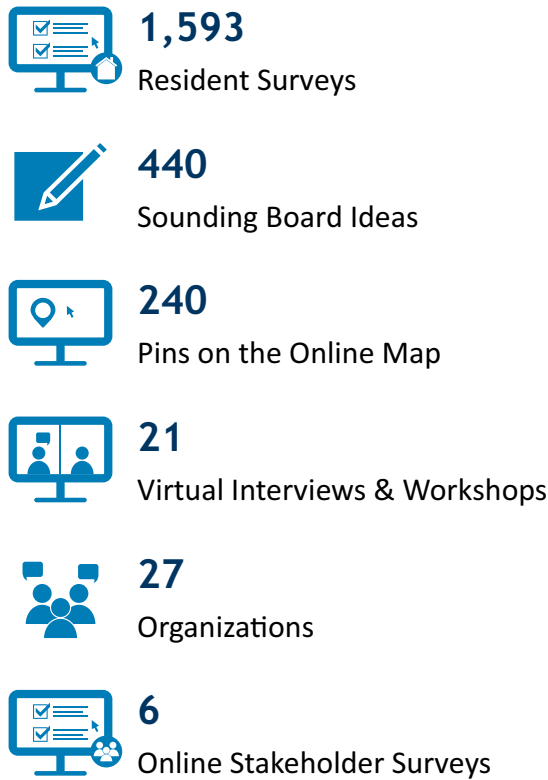 1,593
Resident Surveys
440
Sounding Board Ideas
240
Pins on the Online Map
21
Virtual Interviews & Workshops
27
Organizations
6
Online Stakeholder Surveys